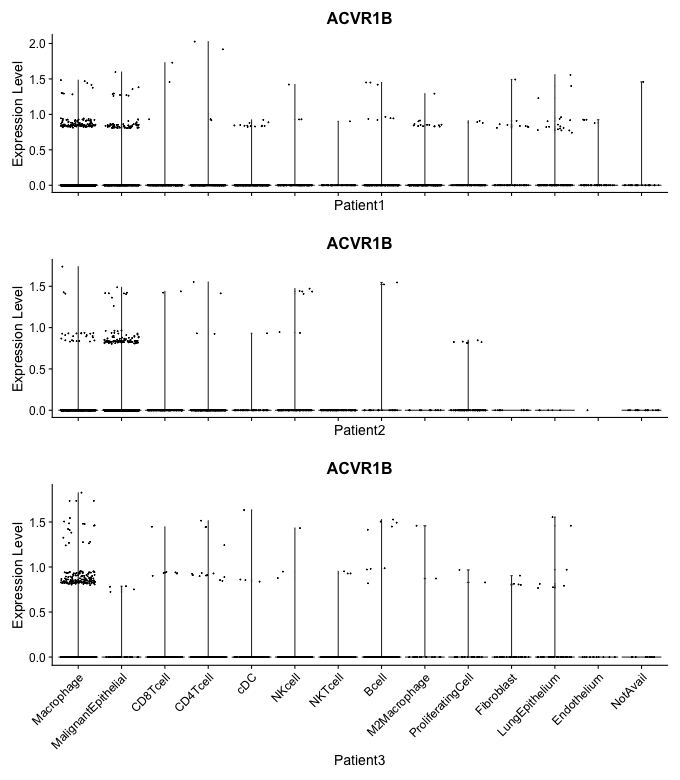 ACVR1B
Expression Level
2.0
1.5
1.0
0.5
0.0
Patient1
ACVR1B
Expression Level
1.5
1.0
0.5
0.0
Patient2
ACVR1B
Expression Level
1.5
1.0
0.5
0.0
Macrophage
MalignantEpithelial
CD8Tcell
CD4Tcell
cDC
NKcell
NKTcell
Bcell
M2Macrophage
ProliferatingCell
Fibroblast
LungEpithelium
Endothelium
NotAvail
Patient3